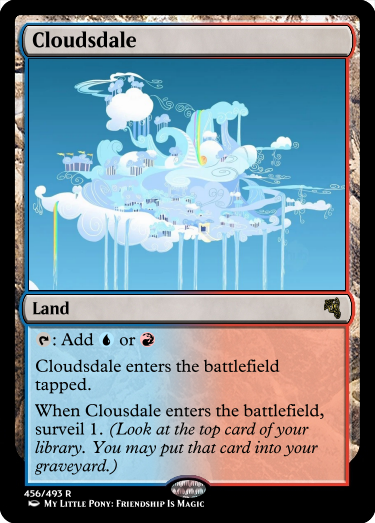 Cloudsdale
Land
: Add or
Cloudsdale enters the battlefield
tapped.
When Clousdale enters the battlefield,
surveil 1. (Look at the top card of your
library. You may put that card into your
graveyard.)
456/493 R
My Little Pony: Friendship Is Magic